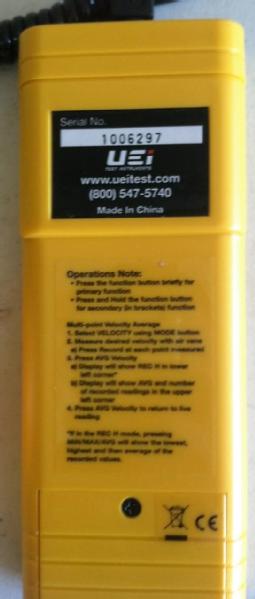 Serial No.
1006297
UEi
TEST INSTRUMENTS
www.ueitest.com
(800) 547-5740
Made In China
Operations Note:
• Press the function button briefly for
primary function
• Press and Hold the function button
for secondary (in brackets) function
Multi-point Velocity Average
1. Select VELOCITY using MODE button
2. Measure desired velocity with air vane
a) Press Record at each point measured
3. Press AVG Velocity
a) Display will show REC H in lower
left corner*
b) Display will show AVG and number
of recorded readings in the upper
left corner
4. Press AVG Velocity to return to live
reading
*If in the REC H mode, pressing
MIN/MAX/AVG will show the lowest,
highest and then average of the
recorded values.
CE